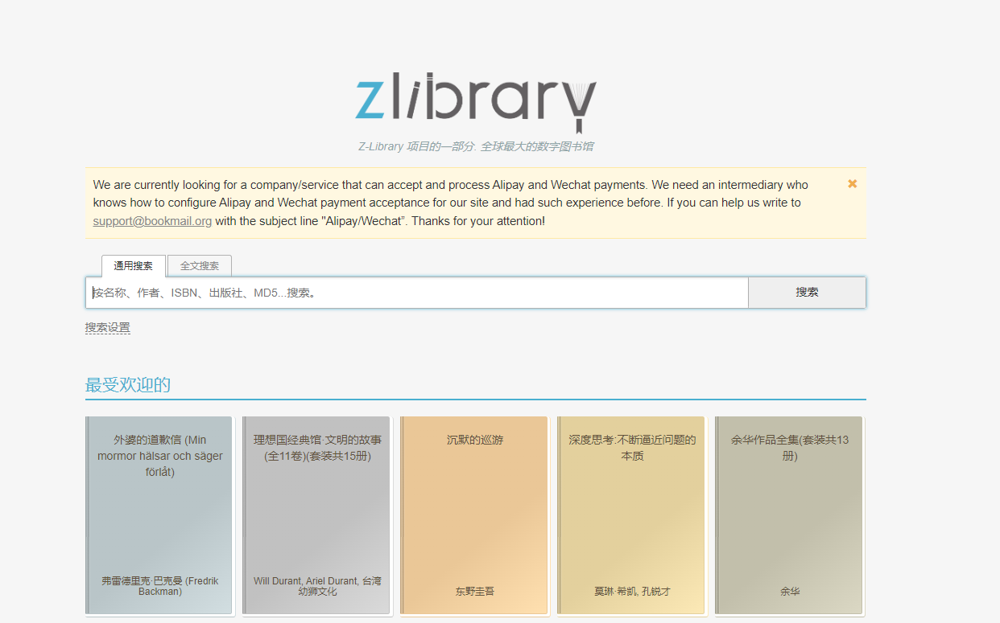 zlibrary
Z-Library 项目的一部分. 全球最大的数字图书馆
We are currently looking for a company/service that can accept and process Alipay and Wechat payments. We need an intermediary who
knows how to configure Alipay and Wechat payment acceptance for our site and had such experience before. If you can help us write to
support@bookmail.org with the subject line "Alipay/Wechat”. Thanks for your attention!
通用搜索
全文搜索
按名称、作者、ISBN、出版社、MD5...搜索。
搜索
搜索设置
最受欢迎的
外婆的道歉信 (Min
mormor hälsar och säger
förlåt)
弗雷德里克·巴克曼 (Fredrik
Backman)
理想国经典馆·文明的故事
(全11卷)(套装共15册)
Will Durant, Ariel Durant, 台湾
幼狮文化
沉默的巡游
东野圭吾
深度思考:不断逼近问题的
本质
莫琳·希凯, 孔锐才
余华作品全集(套装共13
册)
余华